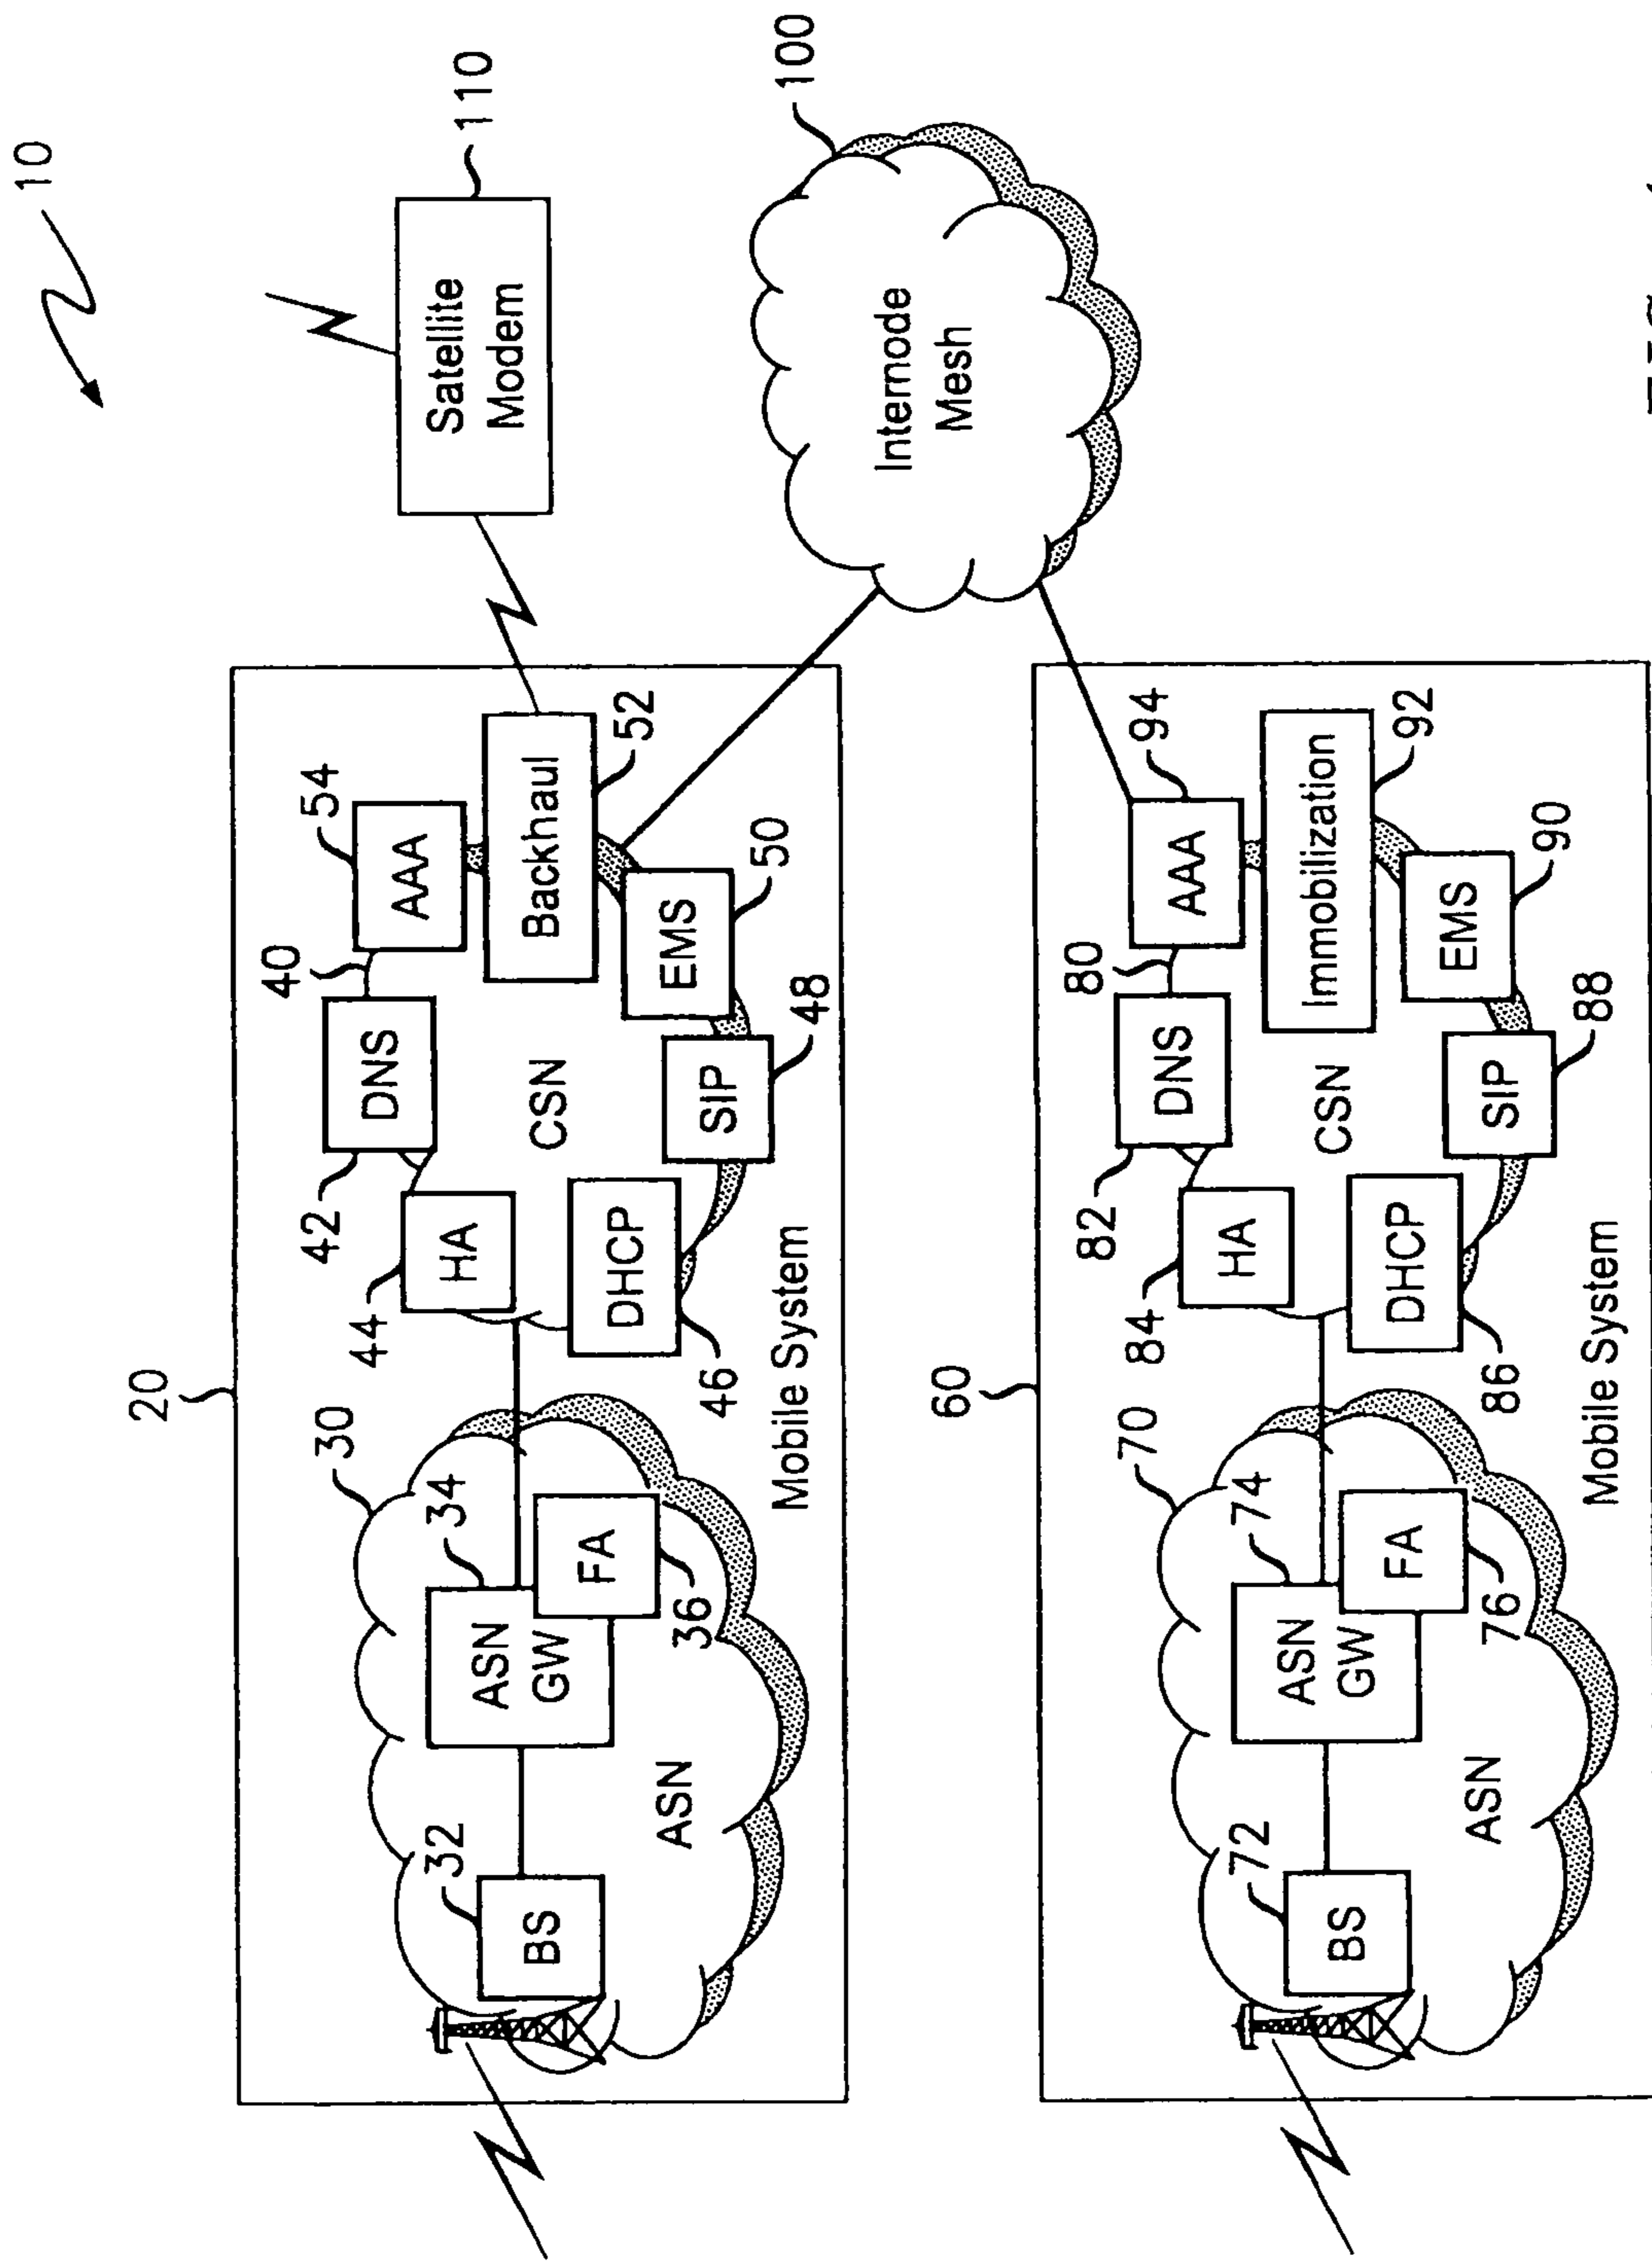 10
Satellite
Modem
110
Internode
Mesh
100
20
30
BS
32
ASN
GW
34
FA
36
ASN
40
DNS
42
HA
44
DHCP
46
SIP
48
EMS
50
Backhaul
52
AAA
54
CSN
Mobile System
60
70
BS
72
ASN
GW
74
FA
76
ASN
80
DNS
82
HA
84
DHCP
86
SIP
88
EMS
90
Immobilization
92
AAA
94
CSN
Mobile System